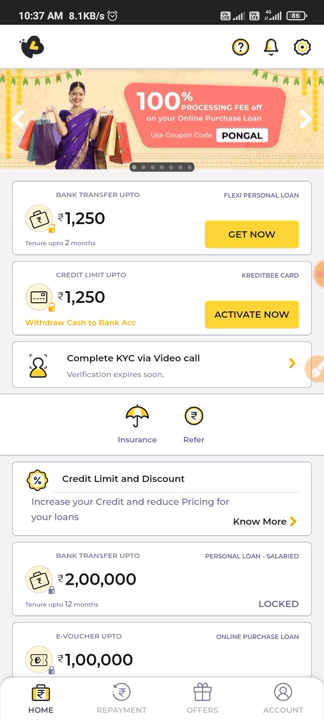 10:37 AM 8.1KB/s
4G
86
100%
PROCESSING FEE off
on your Online Purchase Loan
Use Coupon Code PONGAL
BANK TRANSFER UPTO
FLEXI PERSONAL LOAN
₹1,250
Tenure upto 2 months
GET NOW
CREDIT LIMIT UPTO
KREDITBEE CARD
₹1,250
Withdraw Cash to Bank Acc
ACTIVATE NOW
Complete KYC via Video call
Verification expires soon.
Insurance
Refer
Credit Limit and Discount
Increase your Credit and reduce Pricing for
your loans
Know More
BANK TRANSFER UPTO
PERSONAL LOAN - SALARIED
₹2,00,000
Tenure upto 12 months
LOCKED
E-VOUCHER UPTO
ONLINE PURCHASE LOAN
₹1,00,000
HOME
REPAYMENT
OFFERS
ACCOUNT